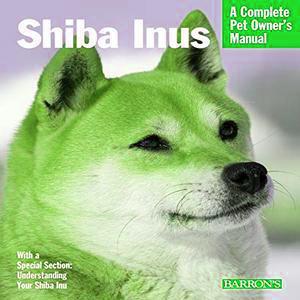 Shiba Inus
A Complete
Pet Owner's
Manual
With a
Special Section:
Understanding
Your Shiba Inu
BARRON'S